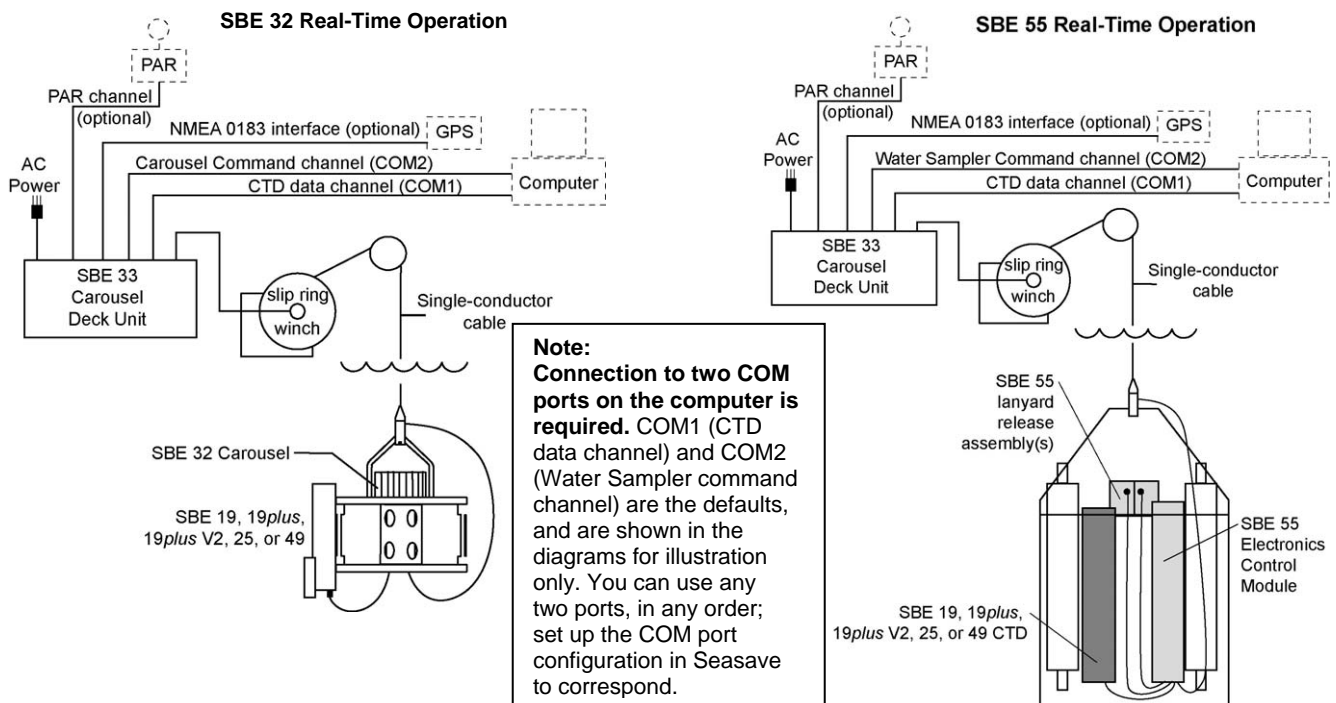 SBE 32 Real-Time Operation
PAR
PAR channel
(optional)
NMEA 0183 interface (optional)
GPS
AC
Power
Carousel Command channel (COM2)
CTD data channel (COM1)
Computer
SBE 33
Carousel
Deck Unit
slip ring
winch
Single-conductor
cable
SBE 32 Carousel
SBE 19, 19plus,
19plus V2, 25, or 49
Note:
Connection to two COM
ports on the computer is
required. COM1 (CTD
data channel) and COM2
(Water Sampler command
channel) are the defaults,
and are shown in the
diagrams for illustration
only. You can use any
two ports, in any order;
set up the COM port
configuration in Seasave
to correspond.
SBE 55 Real-Time Operation
PAR
PAR channel
(optional)
NMEA 0183 interface (optional)
GPS
AC
Power
Water Sampler Command channel (COM2)
CTD data channel (COM1)
Computer
SBE 33
Carousel
Deck Unit
slip ring
winch
Single-conductor
cable
SBE 55
lanyard
release
assembly(s)
SBE 55
Electronics
Control
Module
SBE 19, 19plus,
19plus V2, 25, or 49 CTD